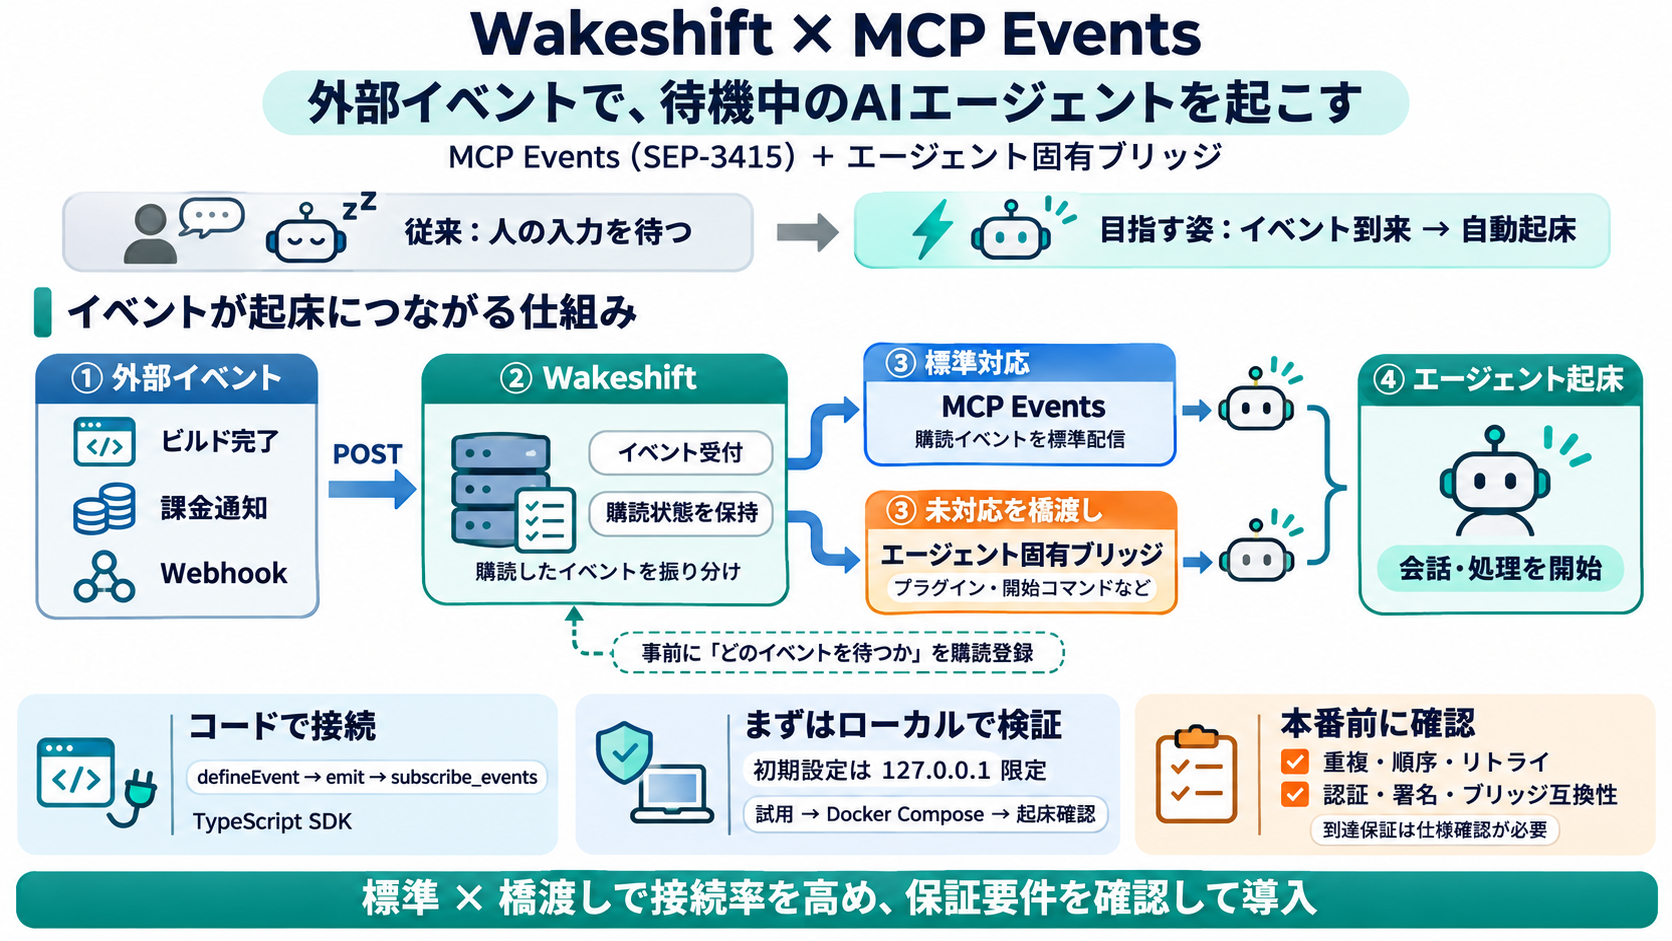 Wakeshift × MCP Events
外部イベントで、待機中のAIエージェントを起こす
MCP Events (SEP-3415) + エージェント固有ブリッジ
zz
従来：人の入力を待つ
目指す姿：イベント到来 → 自動起床
イベントが起床につながる仕組み
① 外部イベント
</>
ビルド完了
課金通知
Webhook
POST
② Wakeshift
イベント受付
購読状態を保持
購読したイベントを振り分け
③ 標準対応
MCP Events
購読イベントを標準配信
③ 未対応を橋渡し
エージェント固有ブリッジ
プラグイン・開始コマンドなど
④ エージェント起床
会話・処理を開始
事前に「どのイベントを待つか」を購読登録
</>
コードで接続
defineEvent → emit → subscribe_events
TypeScript SDK
まずはローカルで検証
初期設定は 127.0.0.1 限定
試用 → Docker Compose → 起床確認
本番前に確認
重複・順序・リトライ
認証・署名・ブリッジ互換性
到達保証は仕様確認が必要
標準 × 橋渡しで接続率を高め、保証要件を確認して導入